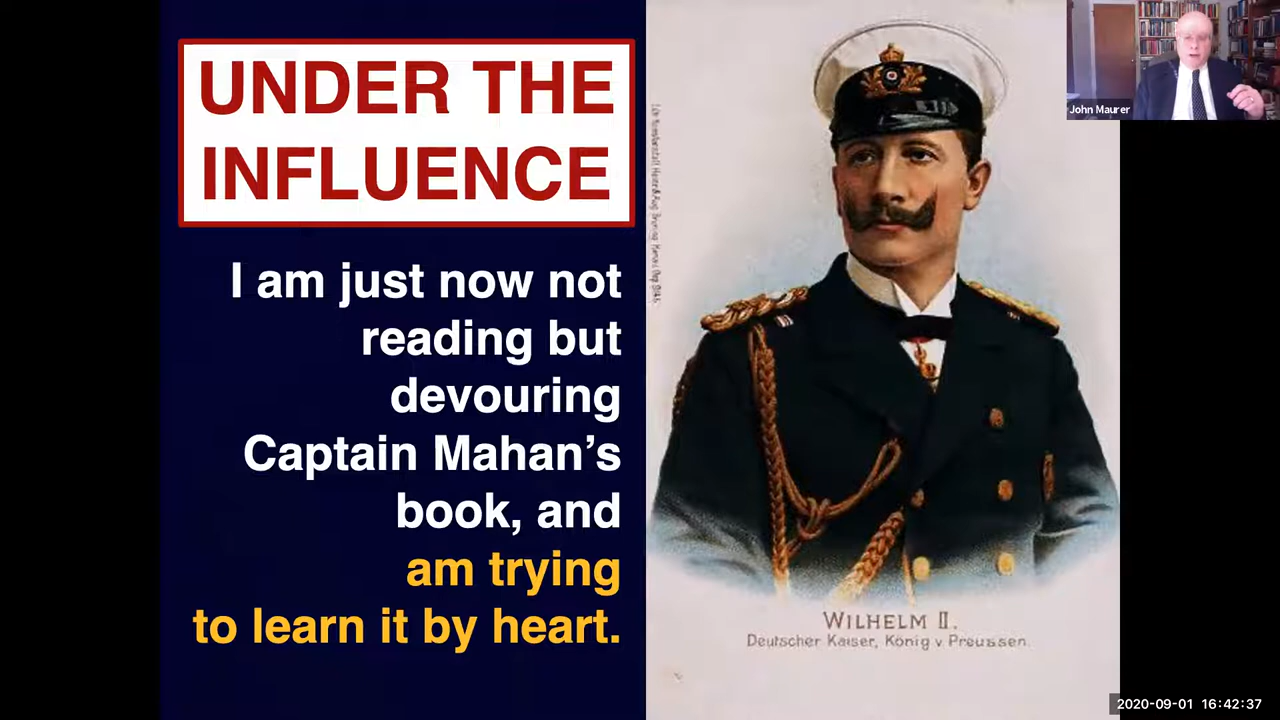 UNDER THE
INFLUENCE
I am just now not
reading but
devouring
Captain Mahan’s
book, and
am trying
to learn it by heart.
WILHELM II.
Deutscher Kaiser, König v Preussen.
John Maurer
2020-09-01 16:42:37